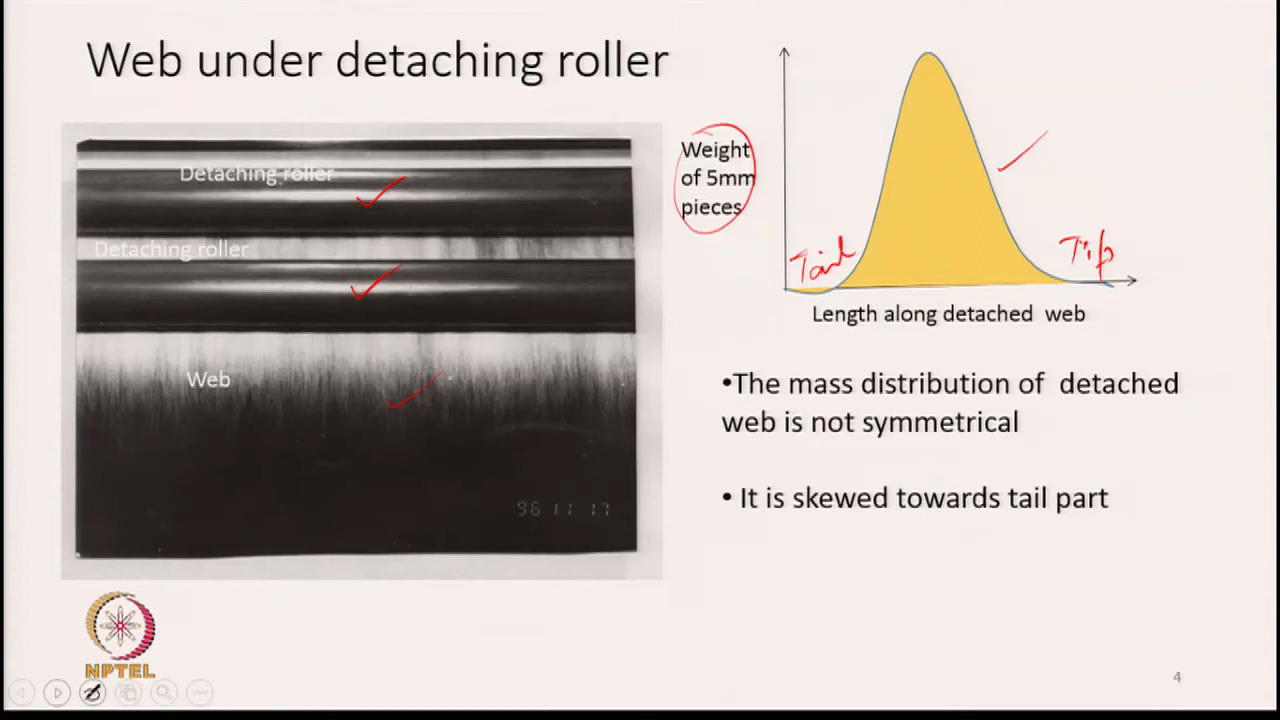 Web under detaching roller
Detaching roller
Detaching roller
Web
96 11 17
Weight
of 5mm
pieces
Tail
Tip
Length along detached web
•The mass distribution of detached
web is not symmetrical
• It is skewed towards tail part
NPTEL
4